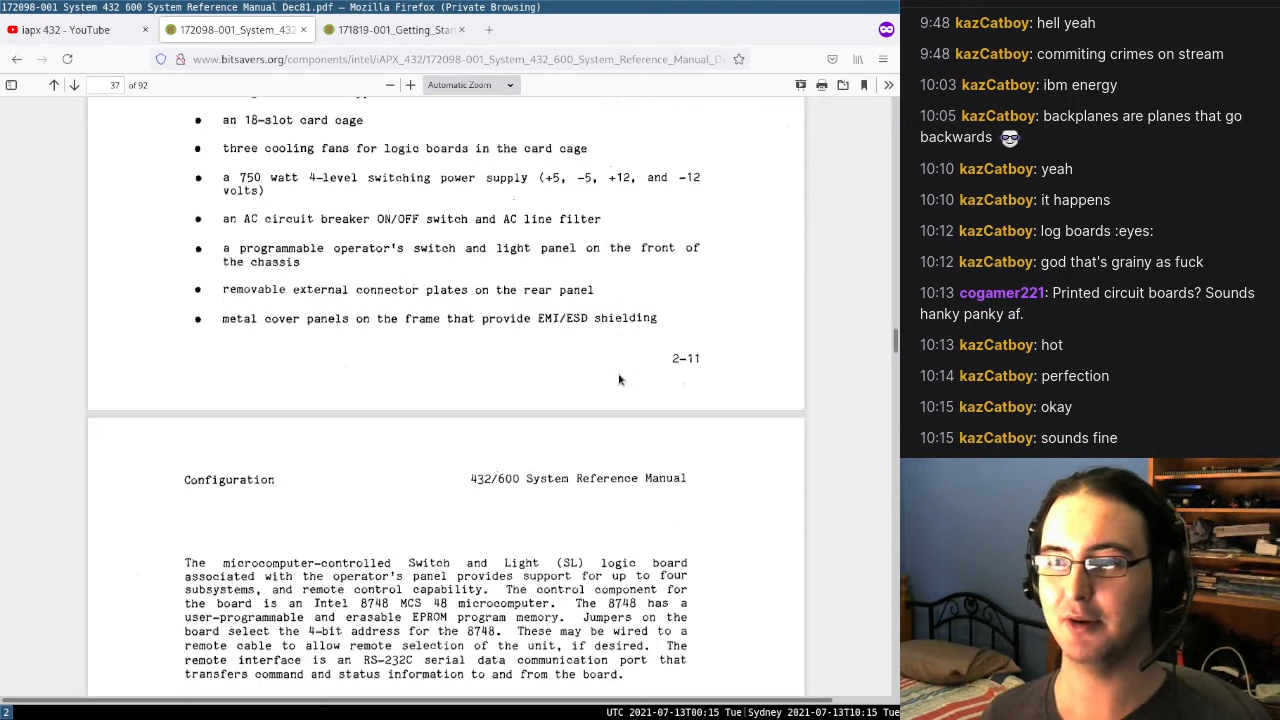 172098-001 System 432 600 System Reference Manual Dec81.pdf — Mozilla Firefox (Private Browsing)
iapx 432 - YouTube
172098-001_System_432
171819-001_Getting_Star
www.bitsavers.org/components/intel/iAPX_432/172098-001_System_432_600_System_Reference_Manual_De
37 of 92
Automatic Zoom
• an 18-slot card cage
• three cooling fans for logic boards in the card cage
• a 750 watt 4-level switching power supply (+5, -5, +12, and -12
volts)
• an AC circuit breaker ON/OFF switch and AC line filter
• a programmable operator's switch and light panel on the front of
the chassis
• removable external connector plates on the rear panel
• metal cover panels on the frame that provide EMI/ESD shielding
2-11
Configuration 432/600 System Reference Manual
The microcomputer-controlled Switch and Light (SL) logic board
associated with the operator's panel provides support for up to four
subsystems, and remote control capability. The control component for
the board is an Intel 8748 MCS 48 microcomputer. The 8748 has a
user-programmable and erasable EPROM program memory. Jumpers on the
board select the 4-bit address for the 8748. These may be wired to a
remote cable to allow remote selection of the unit, if desired. The
remote interface is an RS-232C serial data communication port that
transfers command and status information to and from the board.
2
UTC 2021-07-13T00:15 Tue|Sydney 2021-07-13T10:15 Tue
9:48 kazCatboy: hell yeah
9:48 kazCatboy: commiting crimes on stream
10:03 kazCatboy: ibm energy
10:05 kazCatboy: backplanes are planes that go
backwards
10:10 kazCatboy: yeah
10:10 kazCatboy: it happens
10:12 kazCatboy: log boards :eyes:
10:12 kazCatboy: god that's grainy as fuck
10:13 cogamer221: Printed circuit boards? Sounds
hanky panky af.
10:13 kazCatboy: hot
10:14 kazCatboy: perfection
10:15 kazCatboy: okay
10:15 kazCatboy: sounds fine